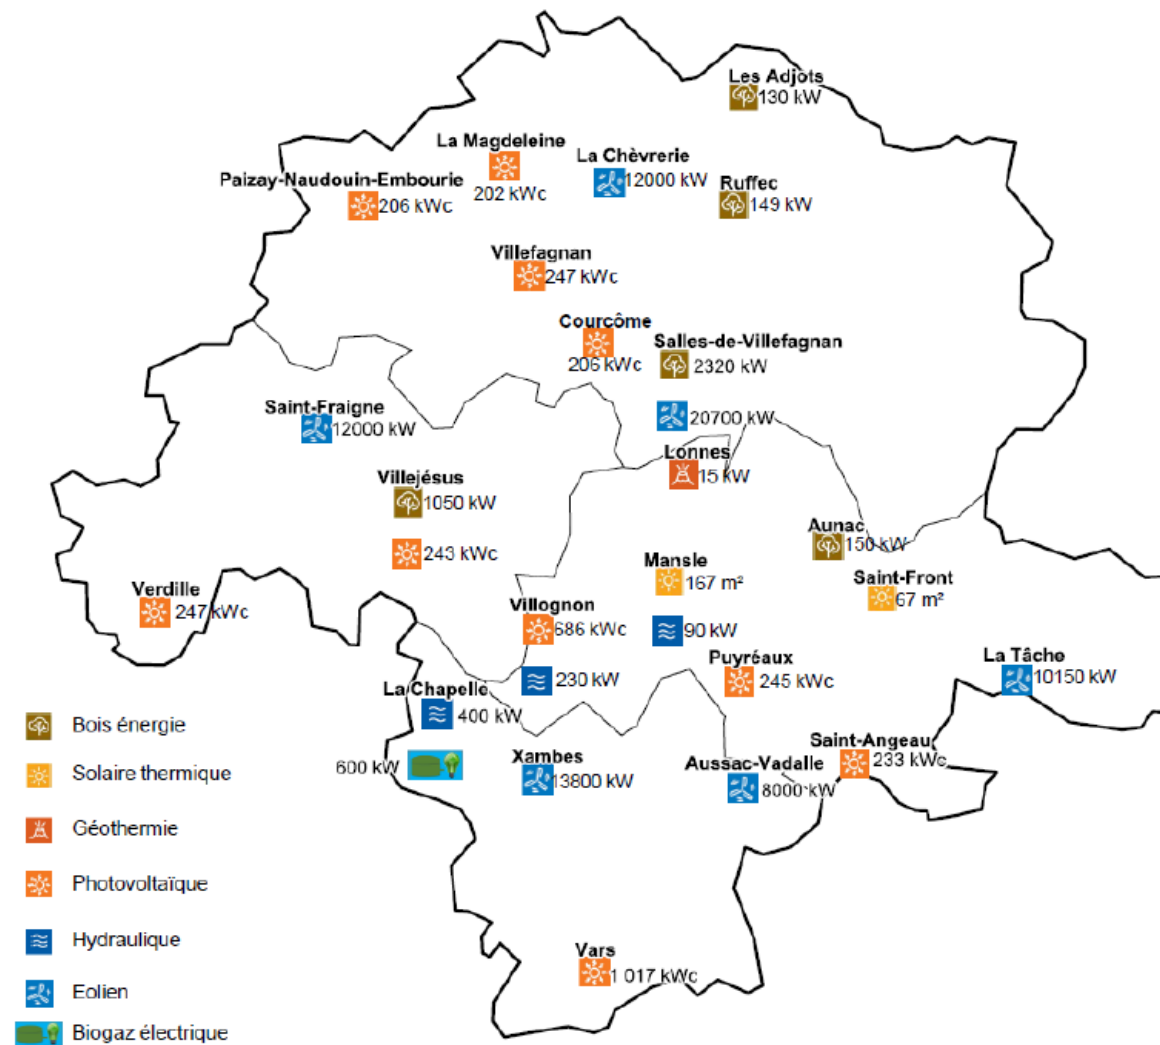 Les Adjots
130 kW
La Magdeleine
202 kWc
La Chèvrerie
12000 kW
Paizay-Naudouin-Embourie
206 kWc
Ruffec
149 kW
Villefagnan
247 kWc
Courcôme
206 kWc
Salles-de-Villefagnan
2320 kW
20700 kW
Saint-Fraigne
12000 kW
Lonnes
15 kW
Villejésus
1050 kW
243 kWc
Aunac
150 kW
Mansle
167 m²
90 kW
Saint-Front
67 m²
Verdille
247 kWc
Villognon
686 kWc
230 kW
Puyréaux
245 kWc
La Tâche
10150 kW
La Chapelle
400 kW
600 kW
Xambes
13800 kW
Aussac-Vadalle
8000 kW
Saint-Angeau
233 kWc
Vars
1 017 kWc
Bois énergie
Solaire thermique
Géothermie
Photovoltaïque
Hydraulique
Eolien
Biogaz électrique